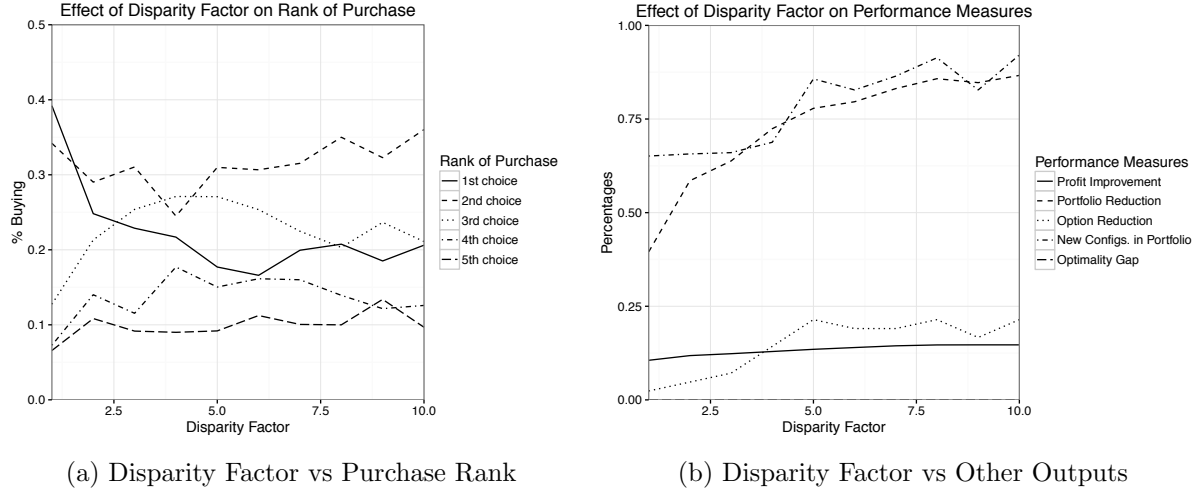 Effect of Disparity Factor on Rank of Purchase
0.5
0.4
0.3
0.2
0.1
0.0
% Buying
2.5
5.0
7.5
10.0
Disparity Factor
Rank of Purchase
1st choice
2nd choice
3rd choice
4th choice
5th choice
(a) Disparity Factor vs Purchase Rank
Effect of Disparity Factor on Performance Measures
1.00
0.75
0.50
0.25
0.00
Percentages
2.5
5.0
7.5
10.0
Disparity Factor
Performance Measures
Profit Improvement
Portfolio Reduction
Option Reduction
New Configs. in Portfolio
Optimality Gap
(b) Disparity Factor vs Other Outputs